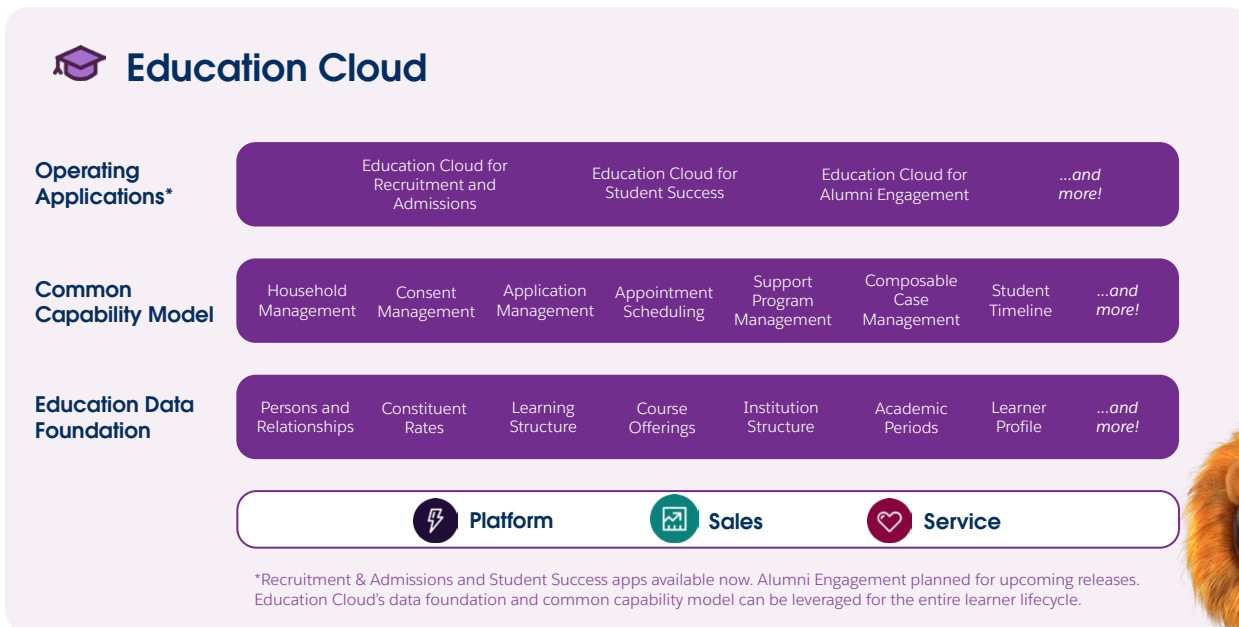 Education Cloud
Operating
Applications*
Education Cloud for
Recruitment and
Admissions
Education Cloud for
Student Success
Education Cloud for
Alumni Engagement
...and
more!
Common
Capability Model
Household
Management
Consent
Management
Application
Management
Appointment
Scheduling
Support
Program
Management
Composable
Case
Management
Student
Timeline
...and
more!
Education Data
Foundation
Persons and
Relationships
Constituent
Rates
Learning
Structure
Course
Offerings
Institution
Structure
Academic
Periods
Learner
Profile
...and
more!
Platform
Sales
Service
*Recruitment & Admissions and Student Success apps available now. Alumni Engagement planned for upcoming releases.
Education Cloud's data foundation and common capability model can be leveraged for the entire learner lifecycle.